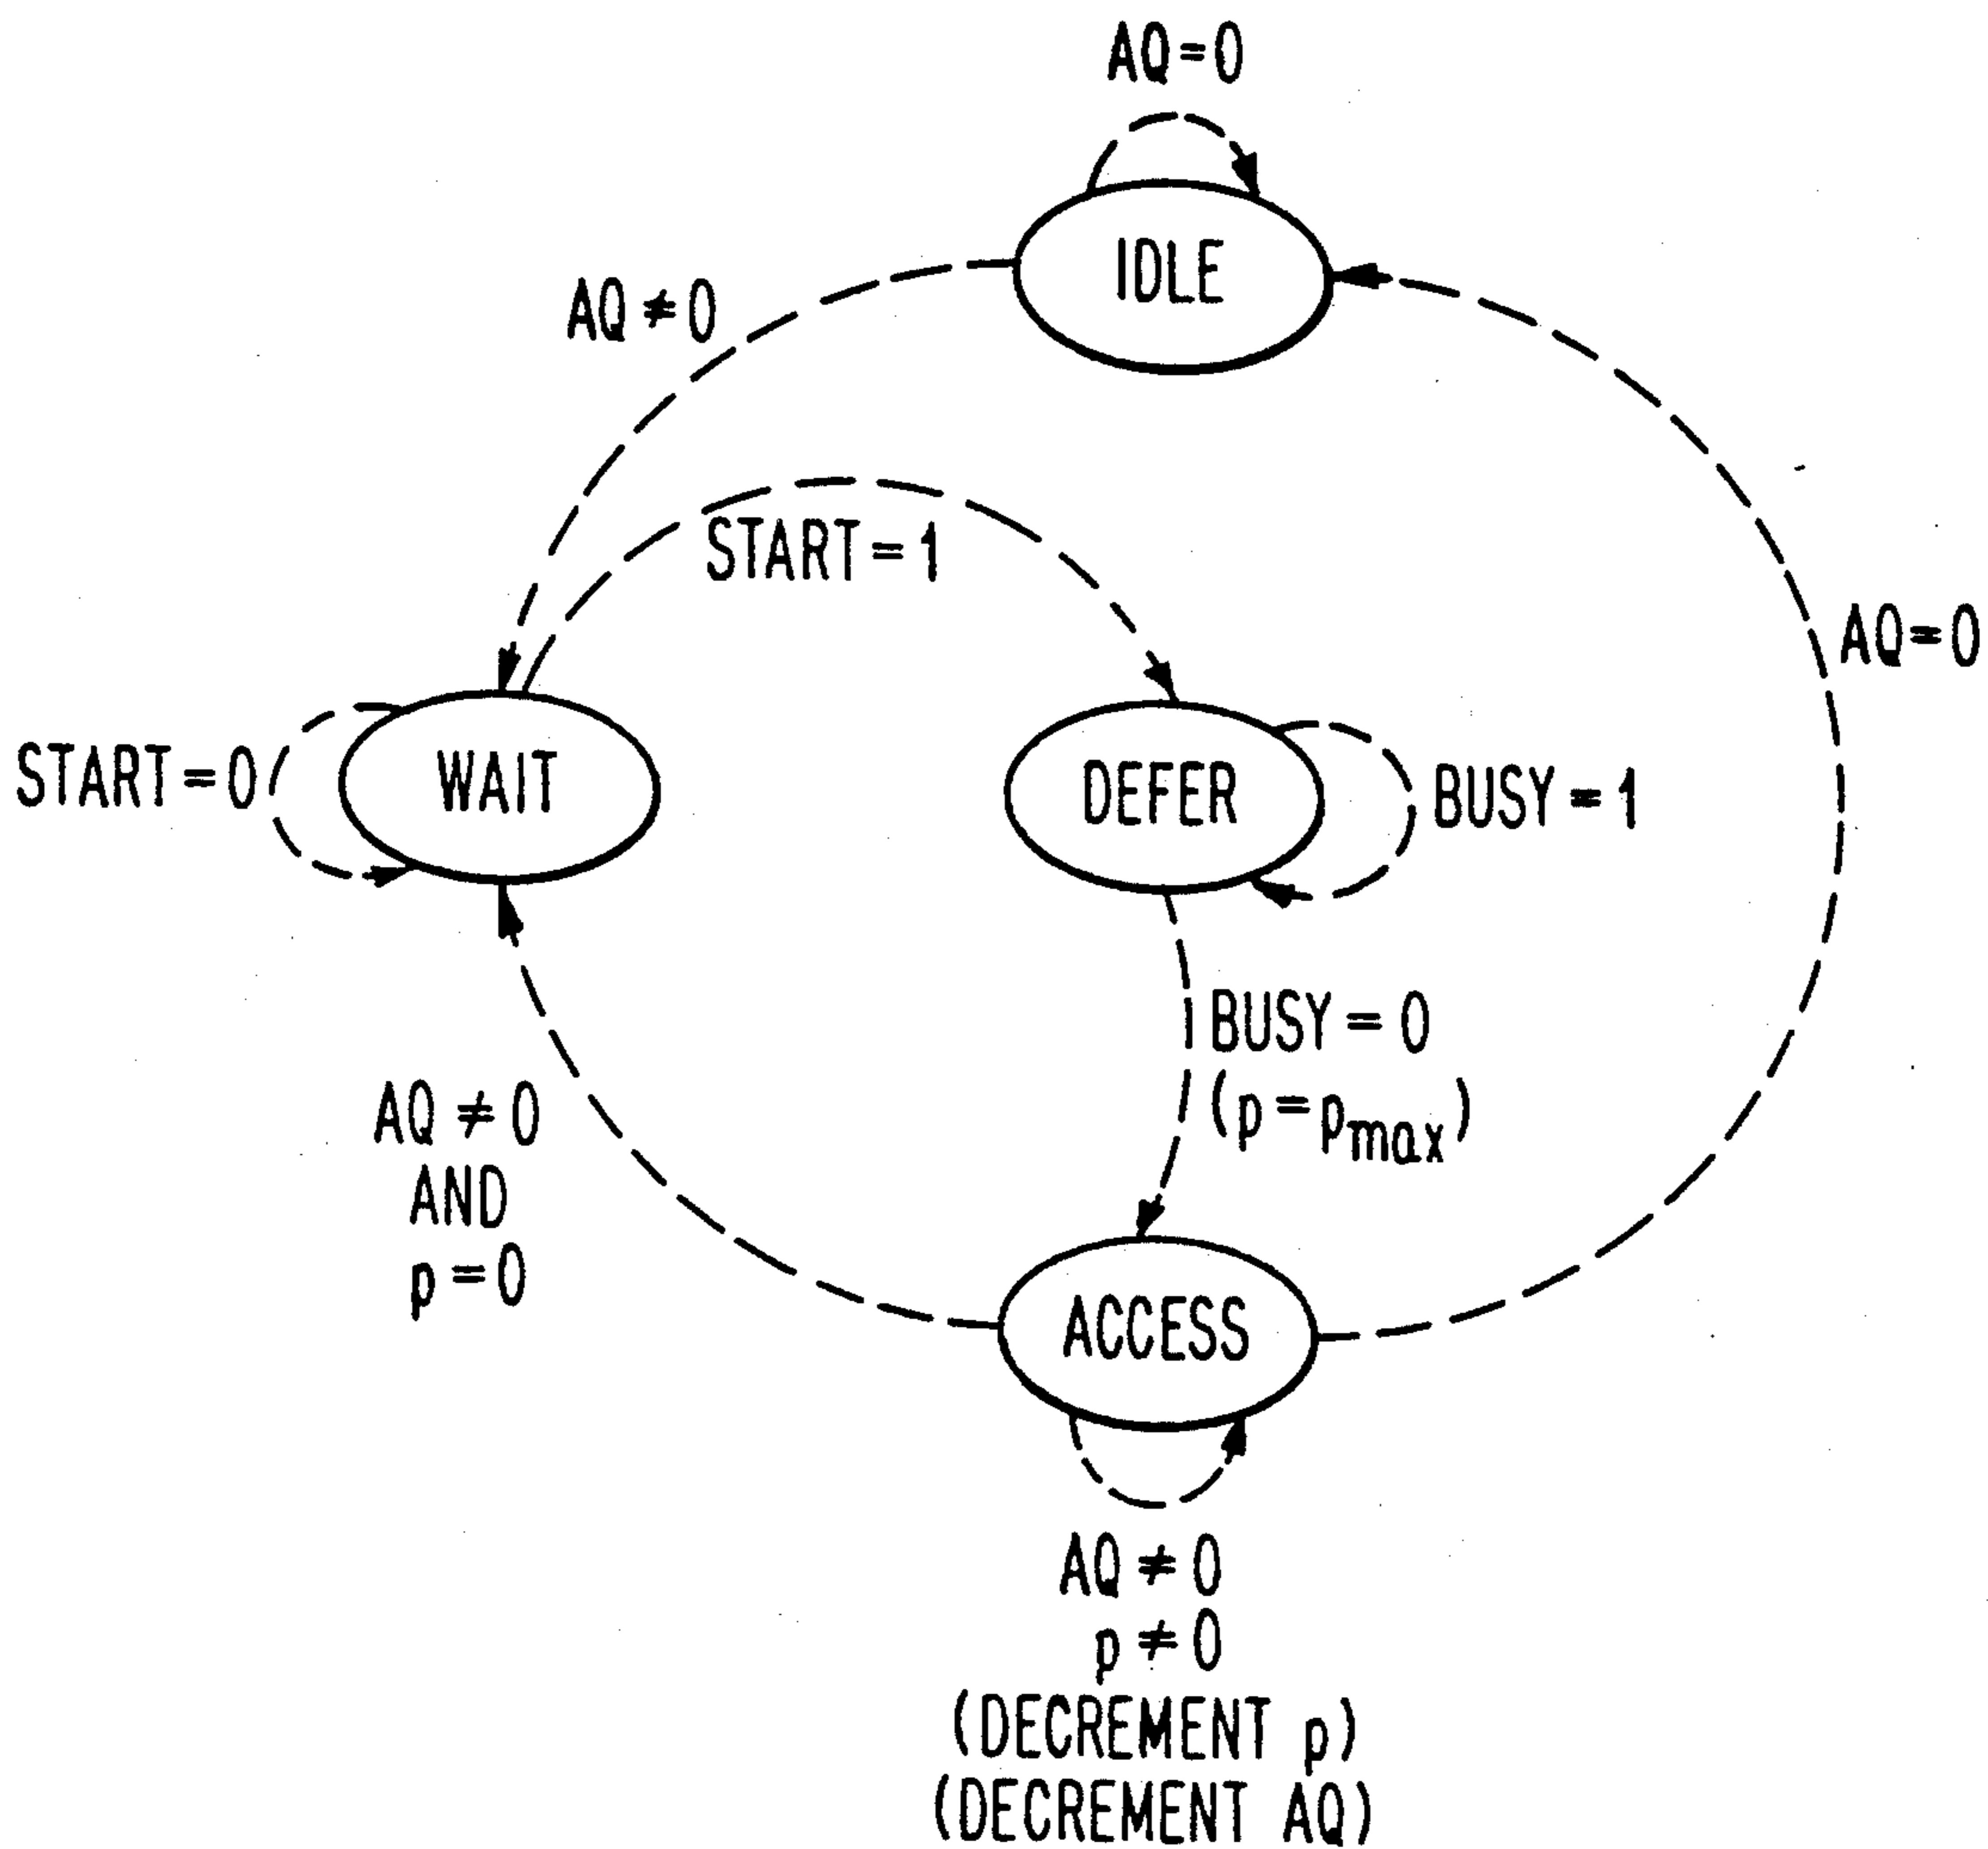 AQ=0
IDLE
AQ≠0
START=1
AQ=0
START=0
WAIT
DEFER
BUSY=1
BUSY=0
(p=pmax)
AQ≠0
AND
p=0
ACCESS
AQ≠0
p≠0
(DECREMENT p)
(DECREMENT AQ)